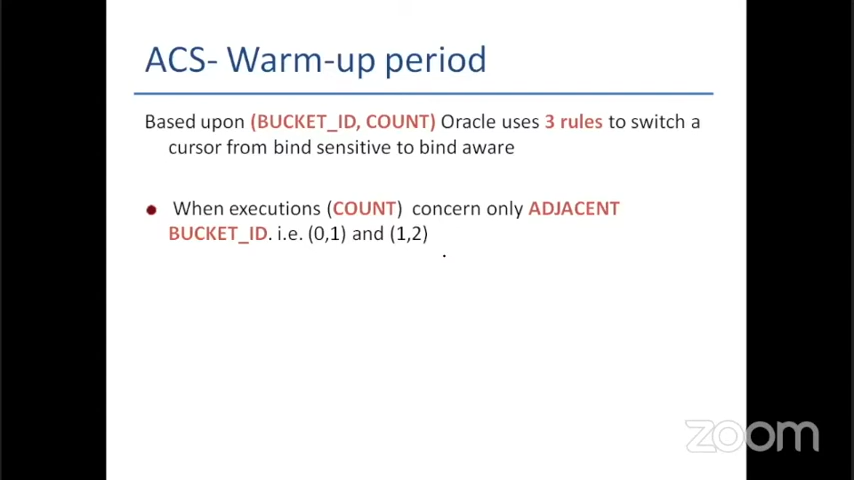 ACS- Warm-up period
Based upon (BUCKET_ID, COUNT) Oracle uses 3 rules to switch a
cursor from bind sensitive to bind aware
When executions (COUNT) concern only ADJACENT
BUCKET_ID. i.e. (0,1) and (1,2)
zoom